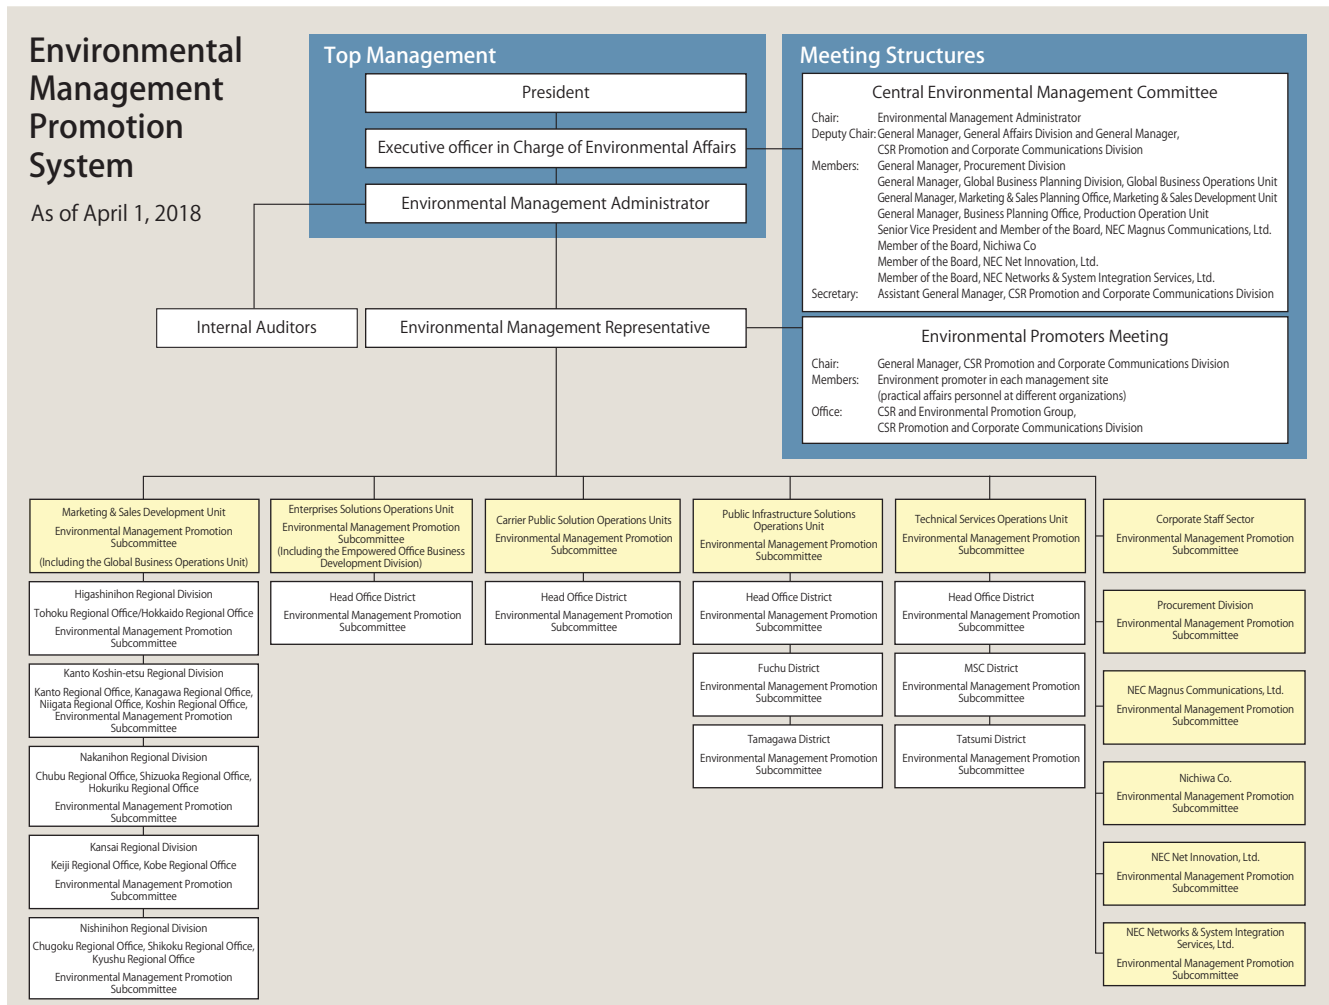 Environmental
Management
Promotion
System
As of April 1, 2018
Top Management
President
Executive officer in Charge of Environmental Affairs
Environmental Management Administrator
Internal Auditors
Environmental Management Representative
Meeting Structures
Central Environmental Management Committee
Chair: Environmental Management Administrator
Deputy Chair: General Manager, General Affairs Division and General Manager,
CSR Promotion and Corporate Communications Division
Members: General Manager, Procurement Division
General Manager, Global Business Planning Division, Global Business Operations Unit
General Manager, Marketing & Sales Planning Office, Marketing & Sales Development Unit
General Manager, Business Planning Office, Production Operation Unit
Senior Vice President and Member of the Board, NEC Magnus Communications, Ltd.
Member of the Board, Nichiwa Co
Member of the Board, NEC Net Innovation, Ltd.
Member of the Board, NEC Networks & System Integration Services, Ltd.
Secretary: Assistant General Manager, CSR Promotion and Corporate Communications Division
Environmental Promoters Meeting
Chair: General Manager, CSR Promotion and Corporate Communications Division
Members: Environment promoter in each management site
(practical affairs personnel at different organizations)
Office: CSR and Environmental Promotion Group,
CSR Promotion and Corporate Communications Division
Marketing & Sales Development Unit
Environmental Management Promotion
Subcommittee
(Including the Global Business Operations Unit)
Higashinihon Regional Division
Tohoku Regional Office/Hokkaido Regional Office
Environmental Management Promotion
Subcommittee
Kanto Koshin-etsu Regional Division
Kanto Regional Office, Kanagawa Regional Office,
Niigata Regional Office, Koshin Regional Office,
Environmental Management Promotion
Subcommittee
Nakanihon Regional Division
Chubu Regional Office, Shizuoka Regional Office,
Hokuriku Regional Office
Environmental Management Promotion
Subcommittee
Kansai Regional Division
Keiji Regional Office, Kobe Regional Office
Environmental Management Promotion
Subcommittee
Nishinihon Regional Division
Chugoku Regional Office, Shikoku Regional Office,
Kyushu Regional Office
Environmental Management Promotion
Subcommittee
Enterprises Solutions Operations Unit
Environmental Management Promotion
Subcommittee
(Including the Empowered Office Business
Development Division)
Head Office District
Environmental Management Promotion
Subcommittee
Carrier Public Solution Operations Units
Environmental Management Promotion
Subcommittee
Head Office District
Environmental Management Promotion
Subcommittee
Public Infrastructure Solutions
Operations Unit
Environmental Management Promotion
Subcommittee
Head Office District
Environmental Management Promotion
Subcommittee
Fuchu District
Environmental Management Promotion
Subcommittee
Tamagawa District
Environmental Management Promotion
Subcommittee
Technical Services Operations Unit
Environmental Management Promotion
Subcommittee
Head Office District
Environmental Management Promotion
Subcommittee
MSC District
Environmental Management Promotion
Subcommittee
Tatsumi District
Environmental Management Promotion
Subcommittee
Corporate Staff Sector
Environmental Management Promotion
Subcommittee
Procurement Division
Environmental Management Promotion
Subcommittee
NEC Magnus Communications, Ltd.
Environmental Management Promotion
Subcommittee
Nichiwa Co.
Environmental Management Promotion
Subcommittee
NEC Net Innovation, Ltd.
Environmental Management Promotion
Subcommittee
NEC Networks & System Integration
Services, Ltd.
Environmental Management Promotion
Subcommittee